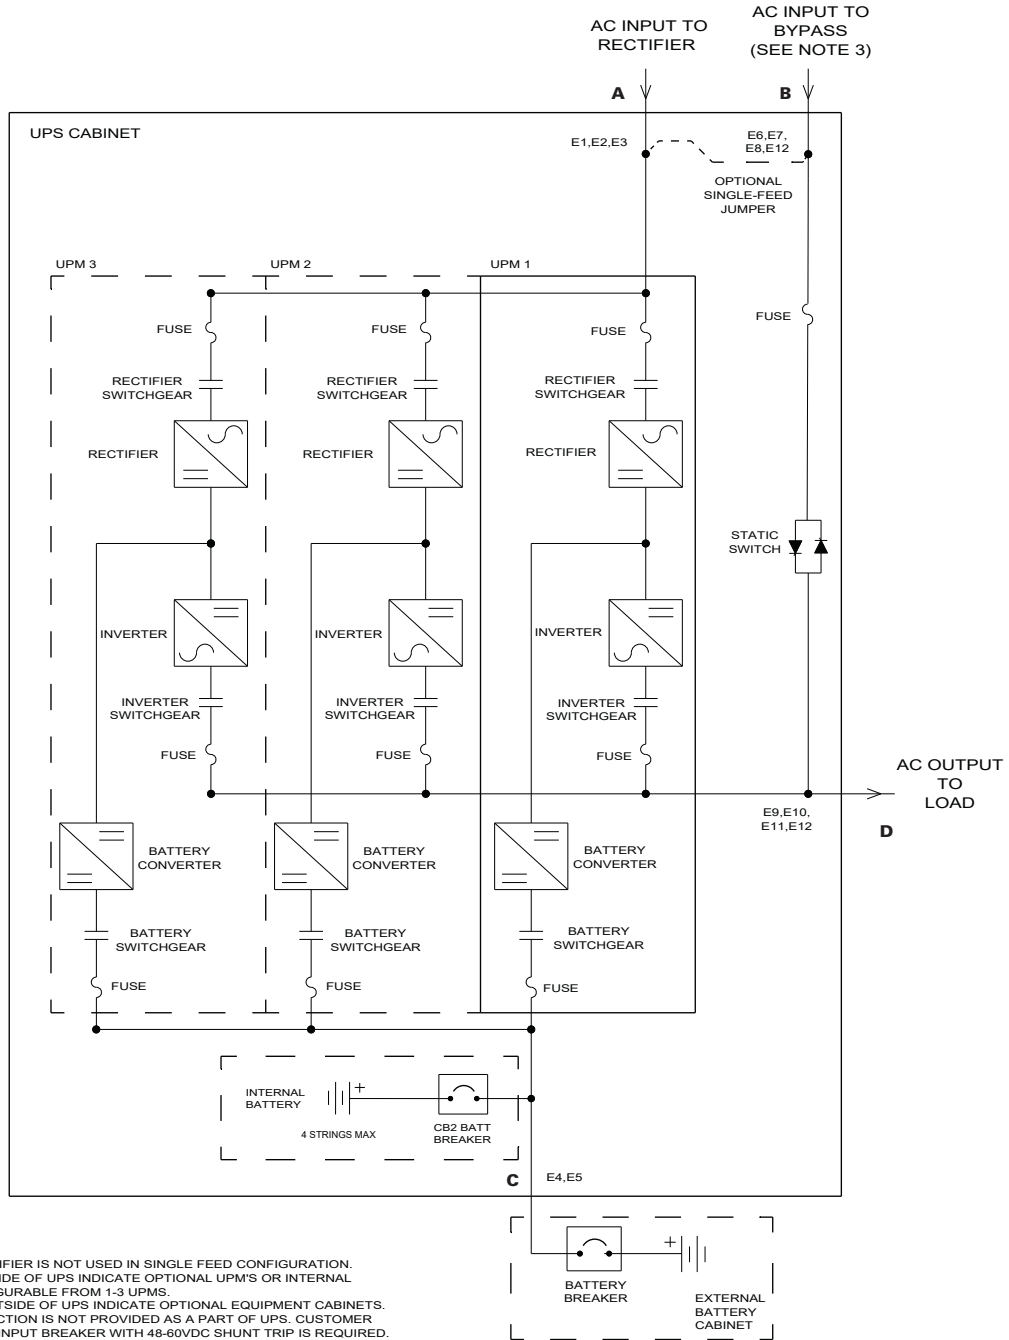 AC INPUT TO
RECTIFIER
AC INPUT TO
BYPASS
(SEE NOTE 3)
A
B
UPS CABINET
E1,E2,E3
E6,E7,
E8,E12
OPTIONAL
SINGLE-FEED
JUMPER
UPM 3
UPM 2
UPM 1
FUSE
FUSE
FUSE
FUSE
RECTIFIER
SWITCHGEAR
RECTIFIER
SWITCHGEAR
RECTIFIER
SWITCHGEAR
RECTIFIER
RECTIFIER
RECTIFIER
STATIC
SWITCH
INVERTER
INVERTER
INVERTER
INVERTER
SWITCHGEAR
INVERTER
SWITCHGEAR
INVERTER
SWITCHGEAR
FUSE
FUSE
FUSE
AC OUTPUT
TO
LOAD
E9,E10,
E11,E12
D
BATTERY
CONVERTER
BATTERY
CONVERTER
BATTERY
CONVERTER
BATTERY
SWITCHGEAR
BATTERY
SWITCHGEAR
BATTERY
SWITCHGEAR
FUSE
FUSE
FUSE
INTERNAL
BATTERY
+
4 STRINGS MAX
CB2 BATT
BREAKER
C
E4,E5
+
BATTERY
BREAKER
EXTERNAL
BATTERY
CABINET
IFIER IS NOT USED IN SINGLE FEED CONFIGURATION.
IDE OF UPS INDICATE OPTIONAL UPM'S OR INTERNAL
GURABLE FROM 1-3 UPMS.
TSIDE OF UPS INDICATE OPTIONAL EQUIPMENT CABINETS.
CTION IS NOT PROVIDED AS A PART OF UPS. CUSTOMER
INPUT BREAKER WITH 48-60VDC SHUNT TRIP IS REQUIRED.